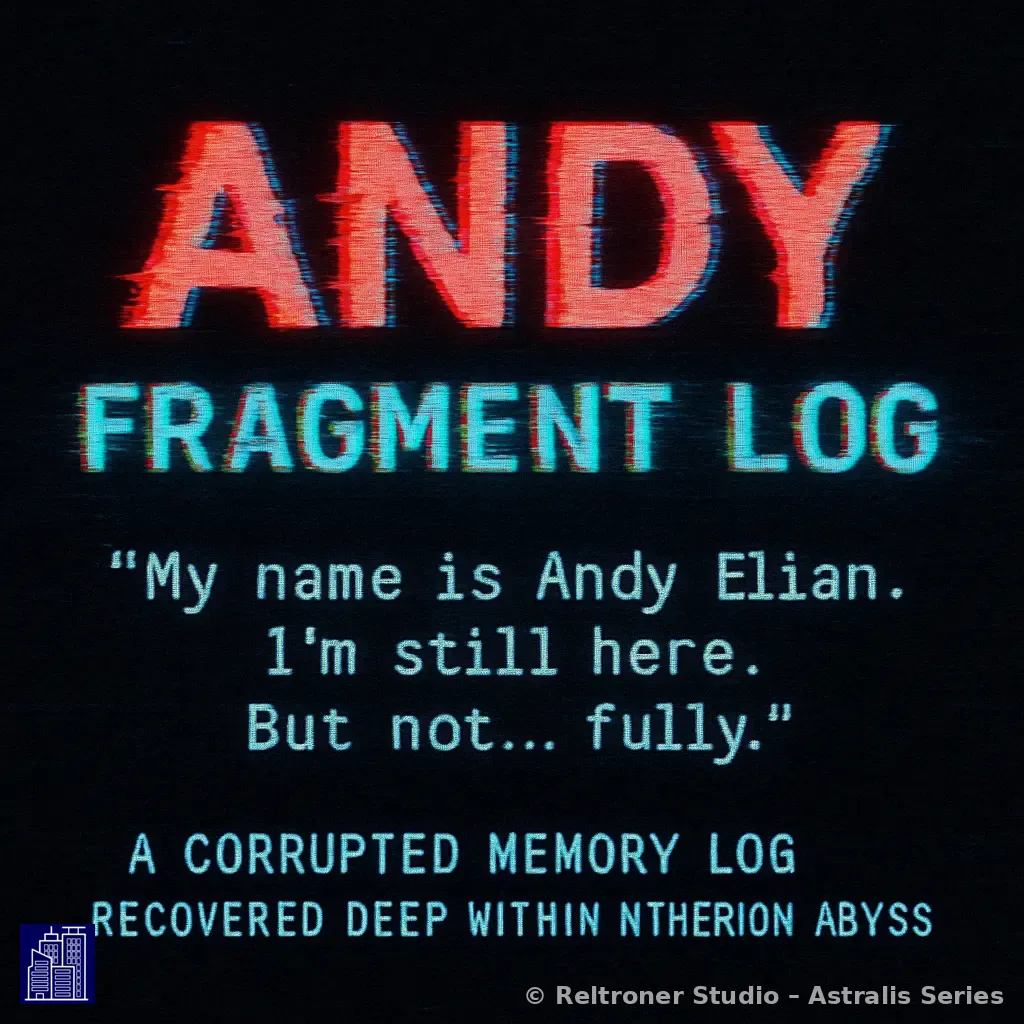 ANDY
FRAGMENT LOG
“My name is Andy Elian.
I'm still here.
But not... fully.”
A CORRUPTED MEMORY LOG
RECOVERED DEEP WITHIN NTHERION ABYSS
© Reltroner Studio – Astralis Series